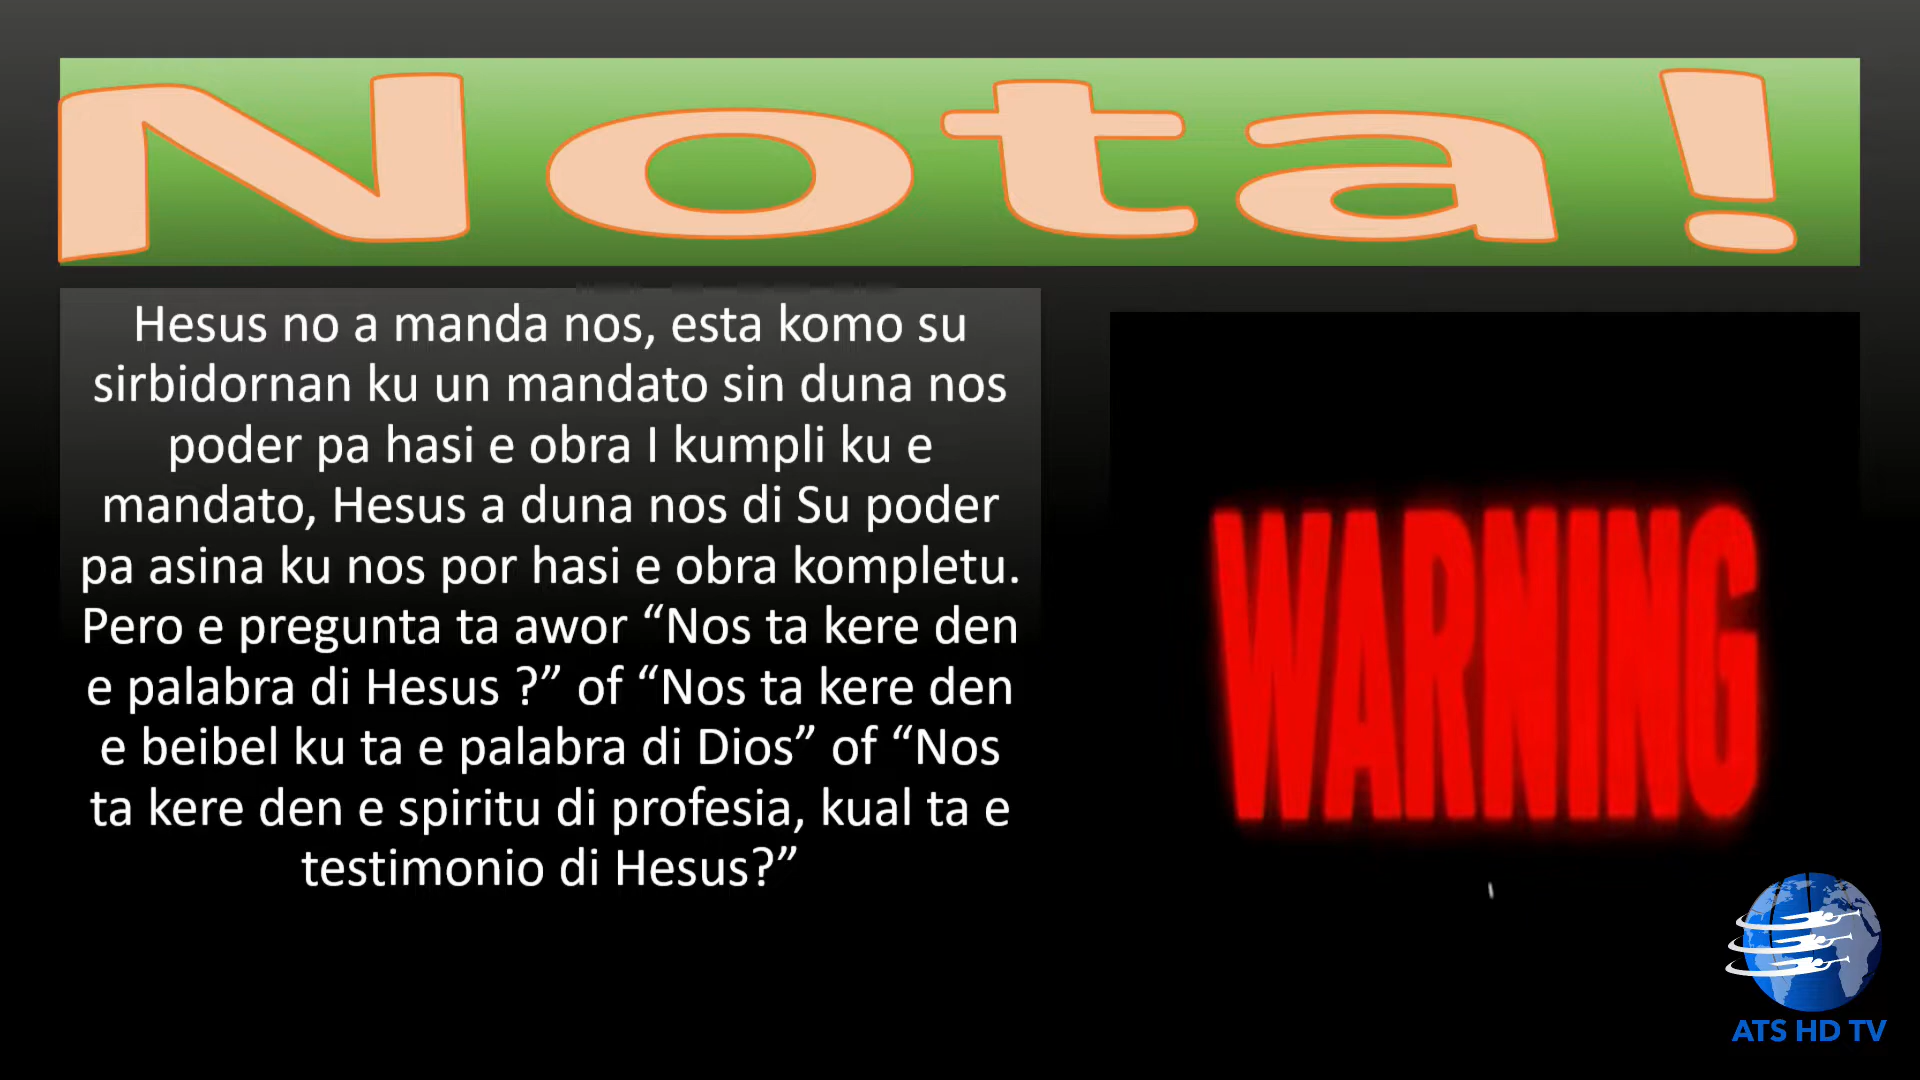 Nota!
Hesus no a manda nos, esta komo su
sirbidornan ku un mandato sin duna nos
poder pa hasi e obra I kumpli ku e
mandato, Hesus a duna nos di Su poder
pa asina ku nos por hasi e obra kompletu.
Pero e pregunta ta awor “Nos ta kere den
e palabra di Hesus ?” of “Nos ta kere den
e beibel ku ta e palabra di Dios” of “Nos
ta kere den e spiritu di profesia, kual ta e
testimonio di Hesus?”
WARNING
ATS HD TV